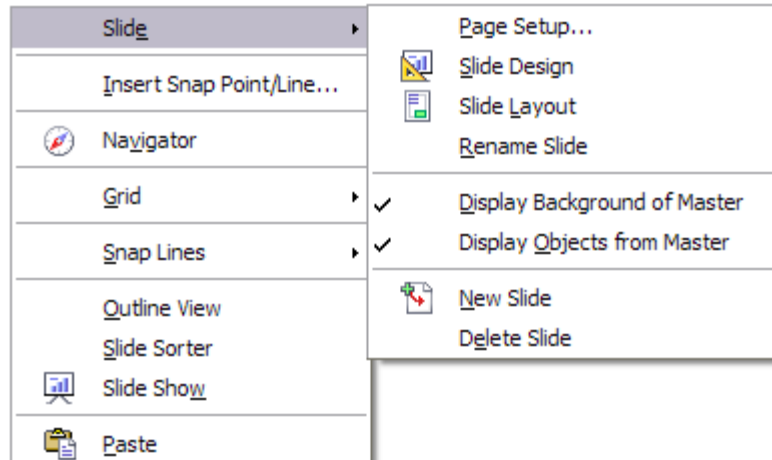 Slide
Insert Snap Point/Line...
Navigator
Grid
Snap Lines
Outline View
Slide Sorter
Slide Show
Paste
Page Setup...
Slide Design
Slide Layout
Rename Slide
Display Background of Master
Display Objects from Master
New Slide
Delete Slide